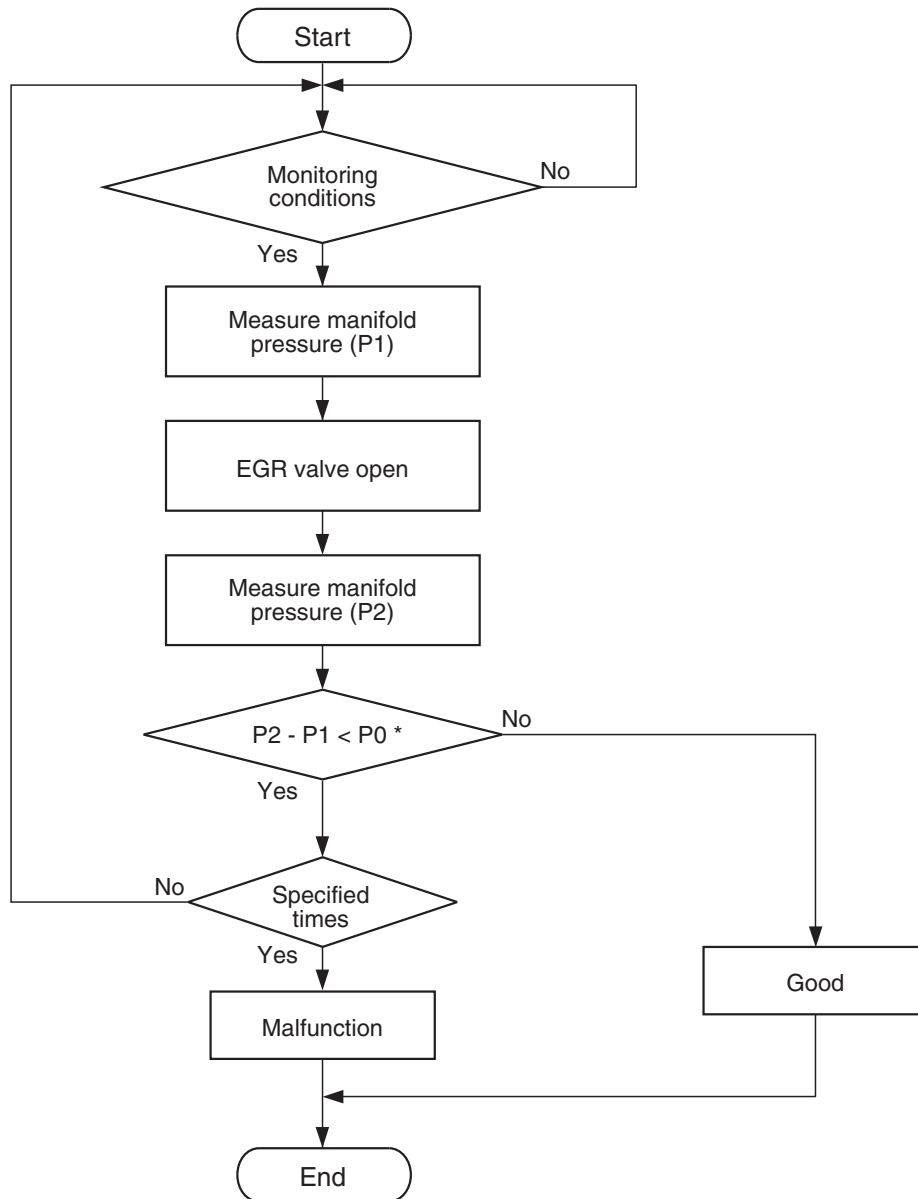 Start
Monitoring
conditions
No
Yes
Measure manifold
pressure (P1)
EGR valve open
Measure manifold
pressure (P2)
P2 - P1 < P0 *
No
Yes
No
Specified
times
Yes
Good
Malfunction
End